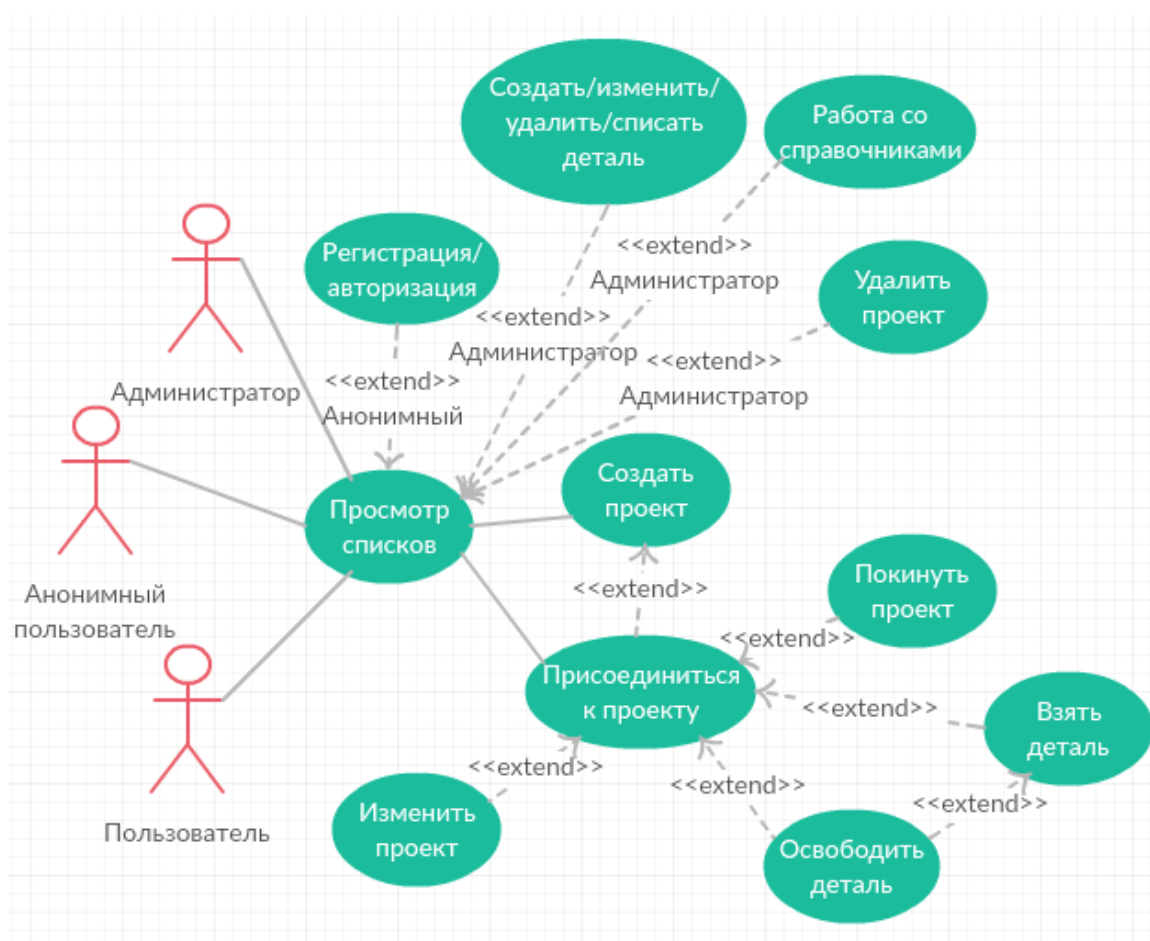 Создать/изменить/
удалить/списать
деталь
Работа со
справочниками
Регистрация/
авторизация
<<extend>>
Администратор
Удалить
проект
<<extend>>
Администратор
<<extend>>
Администратор
<<extend>>
Анонимный
Администратор
Создать
проект
Просмотр
списков
Анонимный
пользователь
<<extend>>
Покинуть
проект
<<extend>>
Присоединиться
к проекту
<<extend>>
Взять
деталь
<<extend>>
<<extend>>
<<extend>>
Изменить
проект
Пользователь
Освободить
деталь